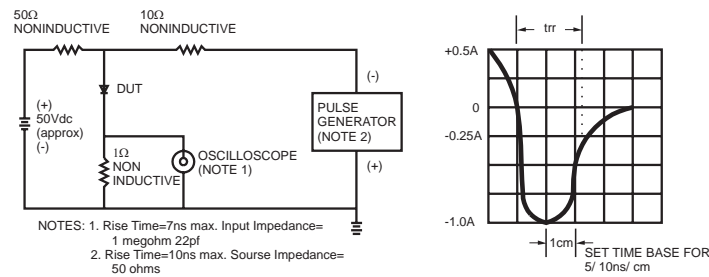 50Ω
NONINDUCTIVE
10Ω
NONINDUCTIVE
DUT
(+)
50Vdc
(approx)
(-)
1Ω
NON
INDUCTIVE
OSCILLOSCOPE
(NOTE 1)
(-)
PULSE
GENERATOR
(NOTE 2)
(+)
NOTES: 1. Rise Time=7ns max. Input Impedance=
1 megohm 22pf
2. Rise Time=10ns max. Sourse Impedance=
50 ohms
trr
+0.5A
0
-0.25A
-1.0A
1cm
SET TIME BASE FOR
5/ 10ns/ cm